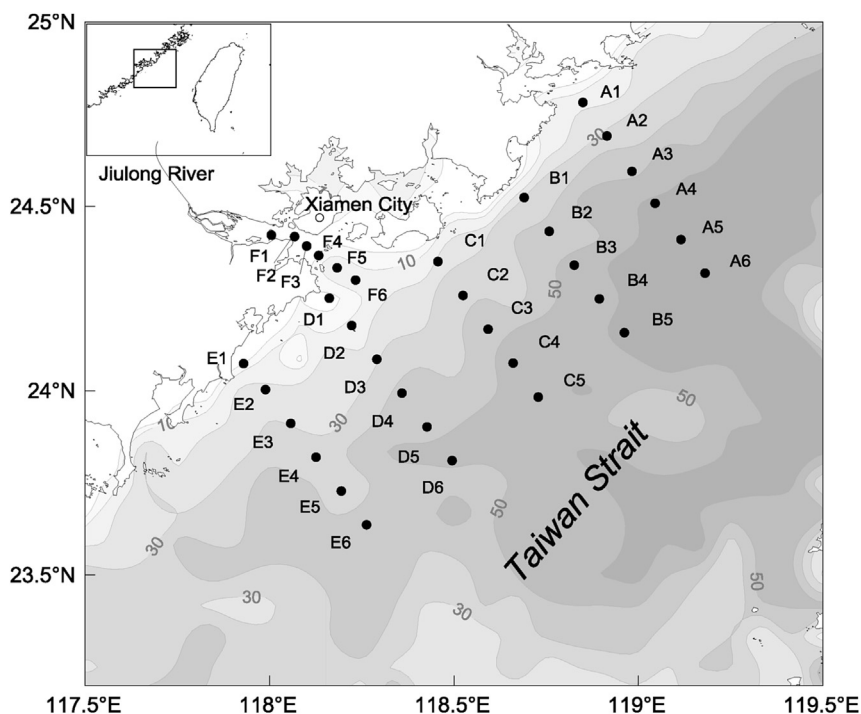 25°N
A1
30
A2
Jiulong River
A3
B1
A4
24.5°N
Xiamen City
B2
A5
C1
F1
F4
F2
F3
F5
10
B3
A6
C2
50
B4
F6
C3
D1
B5
D2
C4
E1
D3
C5
24°N
E2
50
10
30
D4
E3
D5
E4
D6
Taiwan Strait
E5
50
E6
30
23.5°N
50
30
30
117.5°E
118°E
118.5°E
119°E
119.5°E